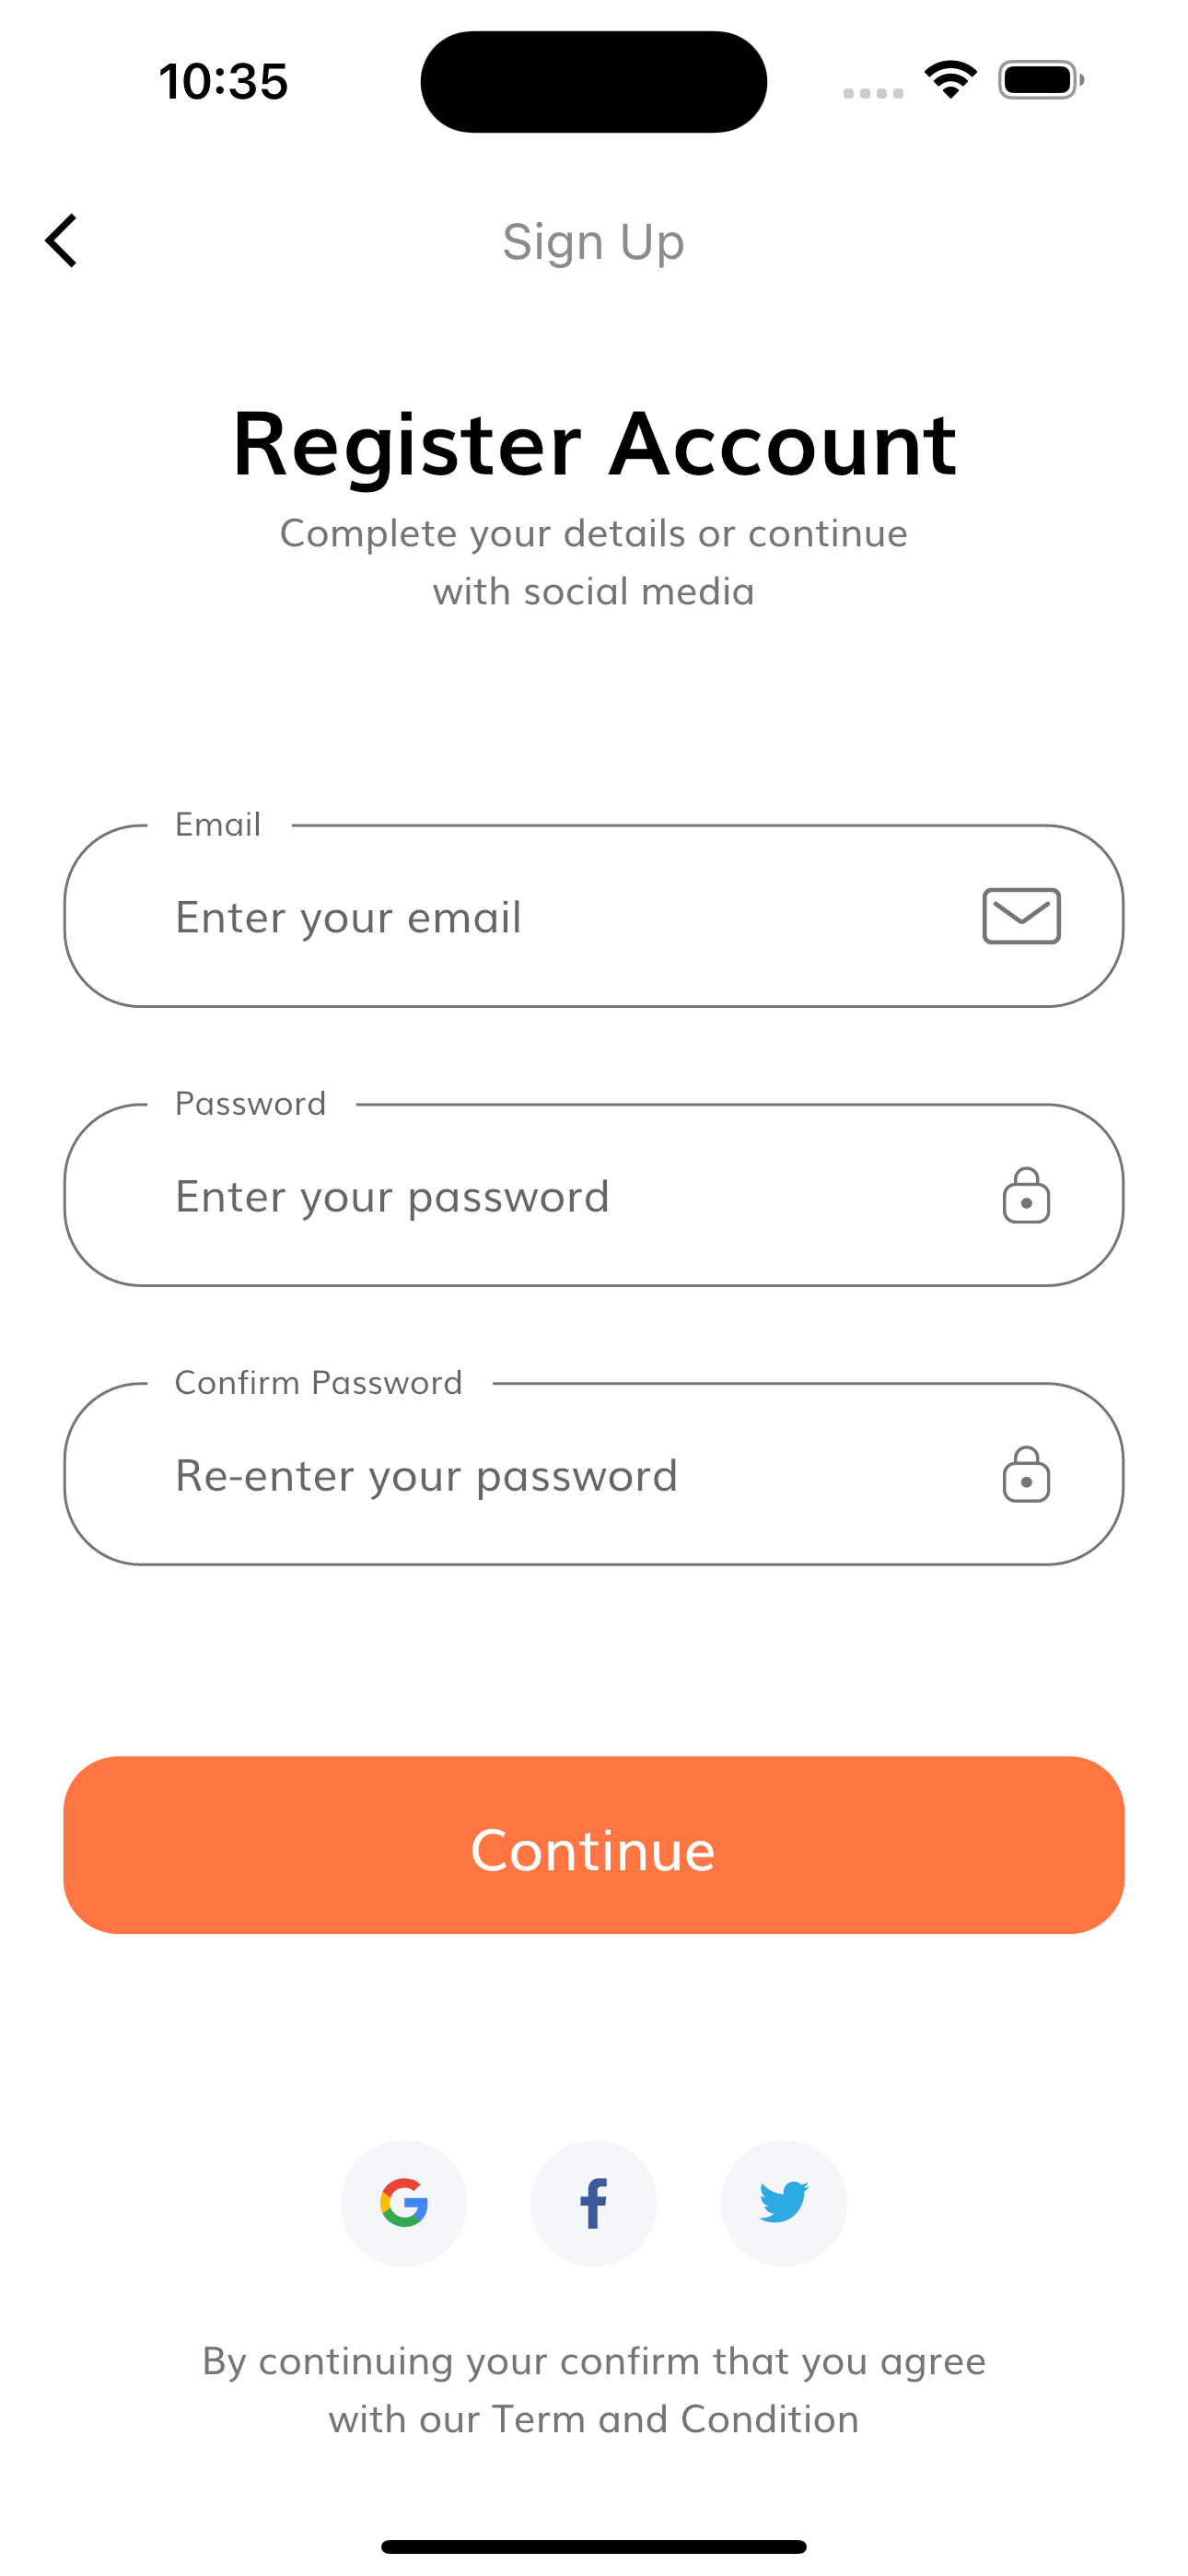 10:35
Sign Up
Register Account
Complete your details or continue
with social media
Email
Enter your email
Password
Enter your password
Confirm Password
Re-enter your password
Continue
By continuing your confirm that you agree
with our Term and Condition